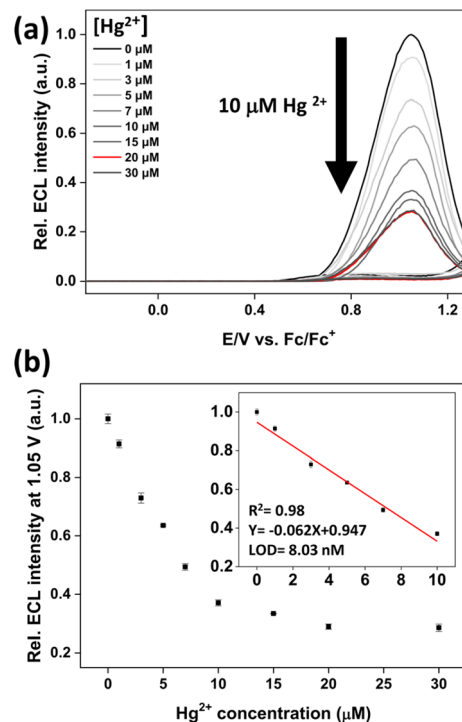 (a)
[Hg²⁺]
0 μM
1 μM
3 μM
5 μM
7 μM
10 μM
15 μM
20 μM
30 μM
10 μM Hg ²⁺
Rel. ECL intensity (a.u.)
1.0
0.8
0.6
0.4
0.2
0.0
0.0 0.4 0.8 1.2
E/V vs. Fc/Fc⁺
(b)
Rel. ECL intensity at 1.05 V (a.u.)
1.0
0.8
0.6
0.4
0.2
0 5 10 15 20 25 30
Hg²⁺ concentration (μM)
1.0
0.8
0.6
0.4
0.2
0 2 4 6 8 10
R²= 0.98
Y= -0.062X+0.947
LOD= 8.03 nM